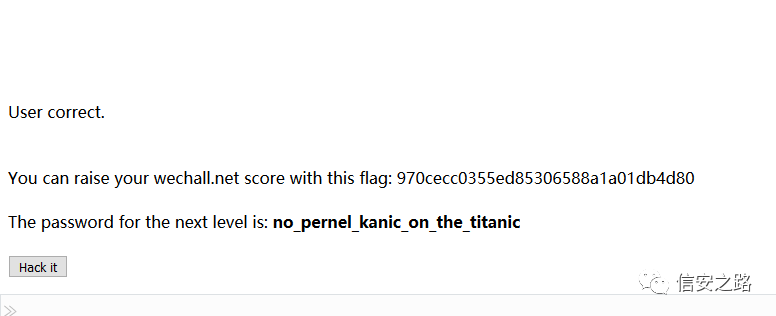 User correct.
You can raise your wechall.net score with this flag: 970cecc0355ed85306588a1a01db4d80
The password for the next level is: no_pernel_kanic_on_the_titanic
Hack it
信安之路